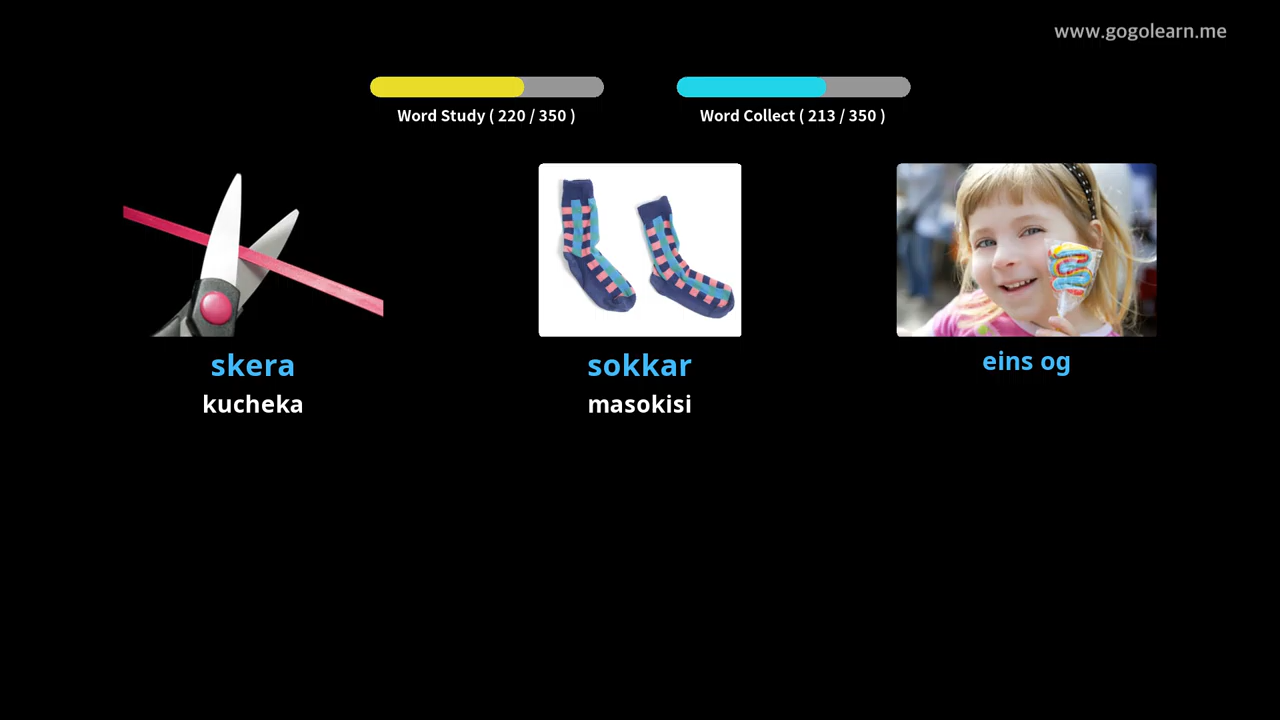 www.gogolearn.me
Word Study ( 220 / 350 )
Word Collect ( 213 / 350 )
skera
sokkar
eins og
kucheka
masokisi